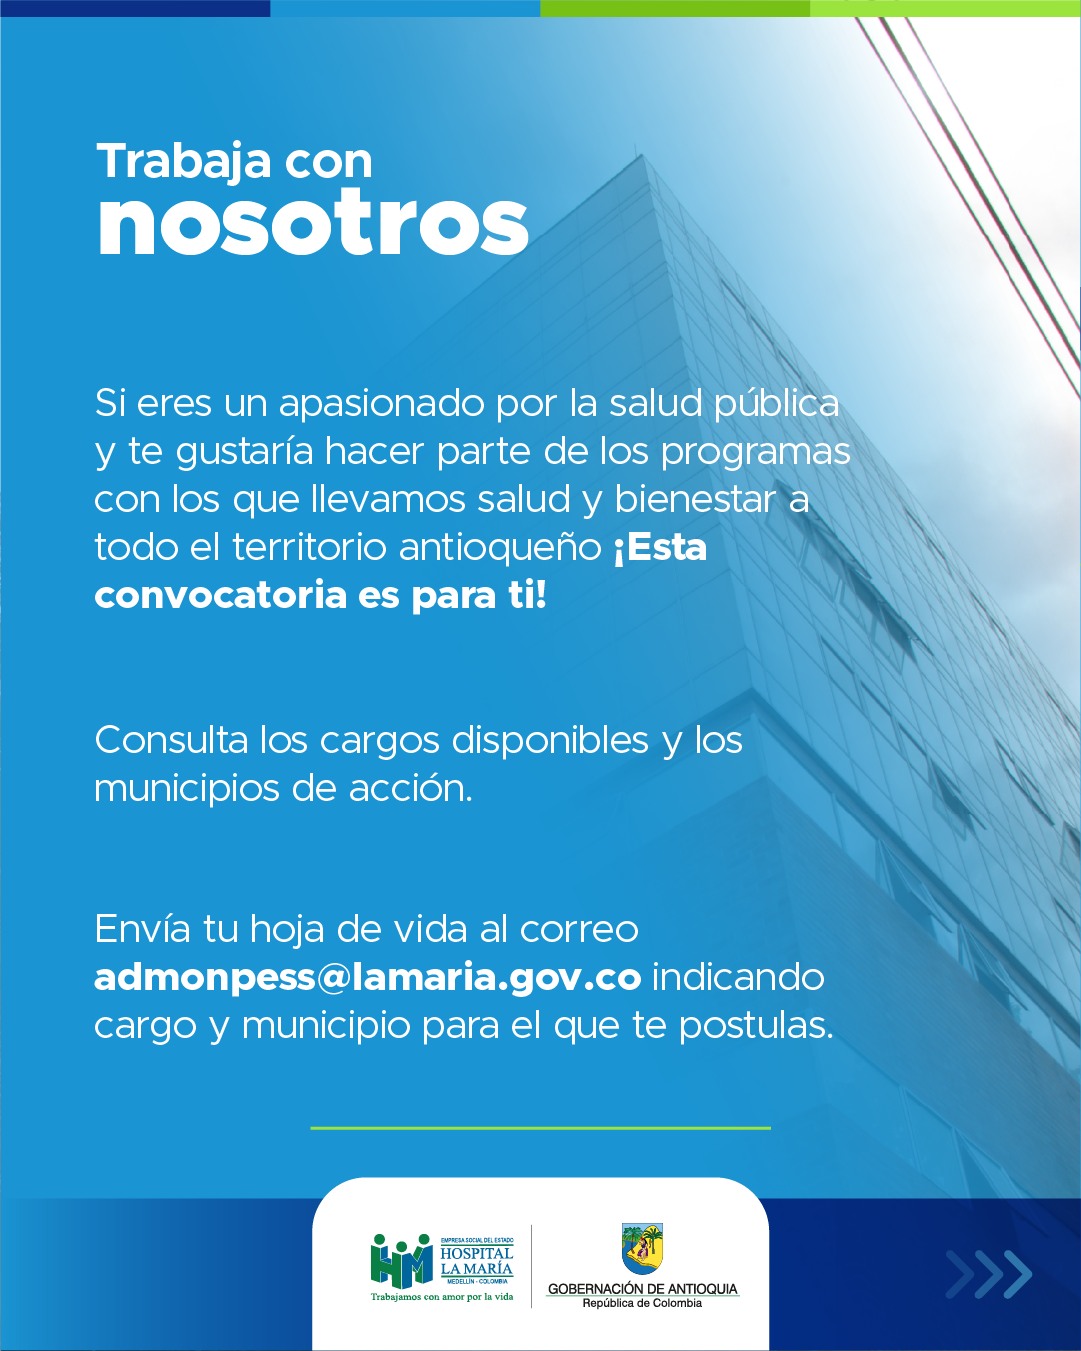 Trabaja con
nosotros
Si eres un apasionado por la salud pública
y te gustaría hacer parte de los programas
con los que llevamos salud y bienestar a
todo el territorio antioqueño ¡Esta
convocatoria es para ti!
Consulta los cargos disponibles y los
municipios de acción.
Envía tu hoja de vida al correo
admonpess@lamaria.gov.co indicando
cargo y municipio para el que te postulas.
EMPRESA SOCIAL DEL ESTADO
HOSPITAL
LA MARÍA
MEDELLÍN - COLOMBIA
Trabajamos con amor por la vida
GOBERNACIÓN DE ANTIOQUIA
República de Colombia